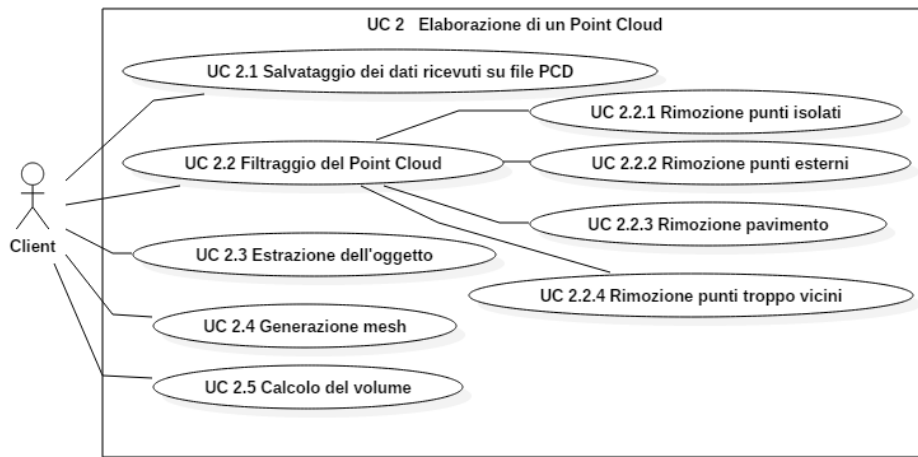 UC 2 Elaborazione di un Point Cloud
UC 2.1 Salvataggio dei dati ricevuti su file PCD
UC 2.2.1 Rimozione punti isolati
UC 2.2 Filtraggio del Point Cloud
UC 2.2.2 Rimozione punti esterni
UC 2.2.3 Rimozione pavimento
Client
UC 2.3 Estrazione dell'oggetto
UC 2.2.4 Rimozione punti troppo vicini
UC 2.4 Generazione mesh
UC 2.5 Calcolo del volume